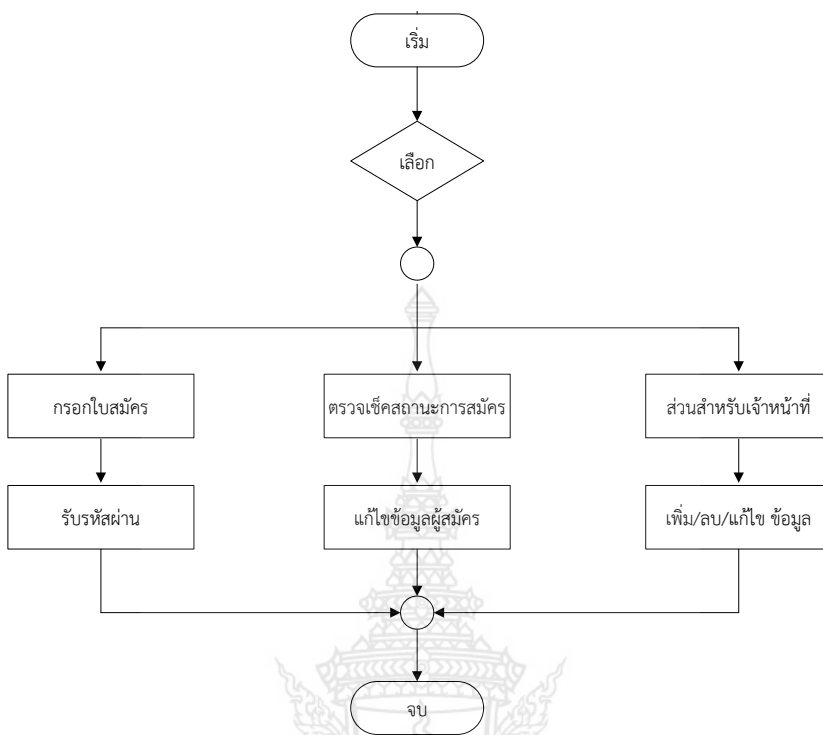 เริ่ม
เลือก
กรอกใบสมัคร
ตรวจเช็คสถานะการสมัคร
ส่วนสำหรับเจ้าหน้าที่
รับรหัสผ่าน
แก้ไขข้อมูลผู้สมัคร
เพิ่ม/ลบ/แก้ไข ข้อมูล
จบ